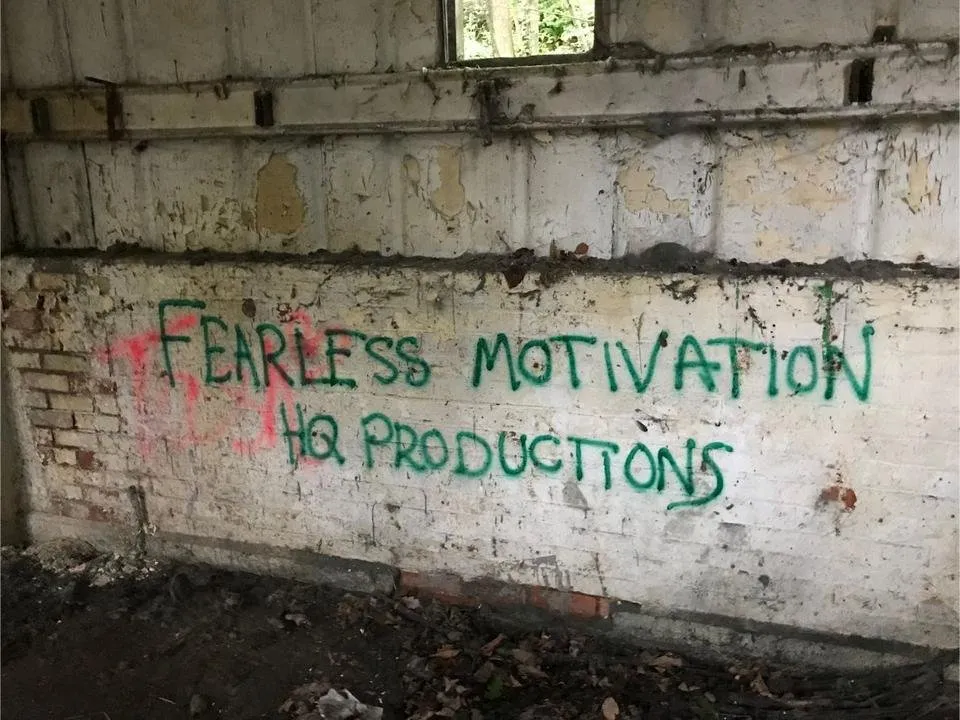 FEARLESS MOTIVATION
HQ PRODUCTIONS